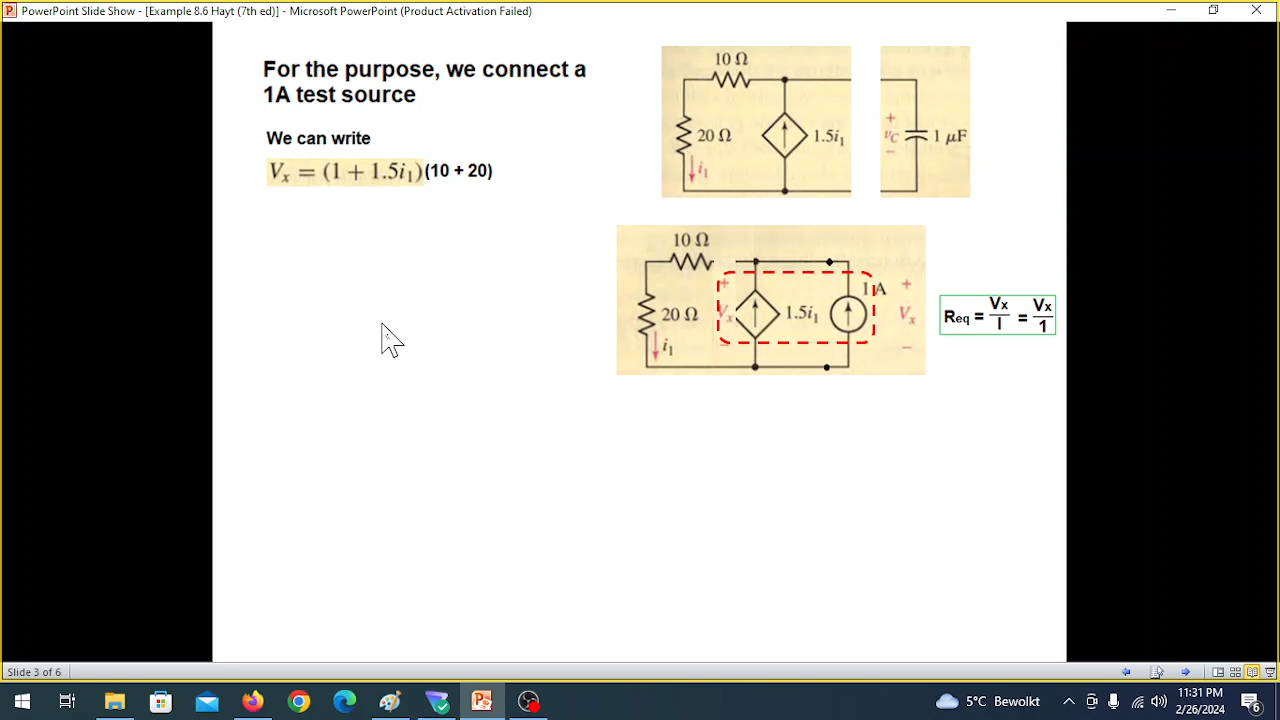 PowerPoint Slide Show - [Example 8.6 Hayt (7th ed)] - Microsoft PowerPoint (Product Activation Failed)
For the purpose, we connect a
1A test source
We can write
Vx = (1 + 1.5i1)(10 + 20)
10 Ω
20 Ω
i1
1.5i1
+
vC
−
1 μF
10 Ω
20 Ω
i1
+
Vx
−
1.5i1
1 A
+
Vx
−
Req = Vx/I = Vx/1
Slide 3 of 6
5°C Bewolkt
11:31 PM
2/26/2024
6